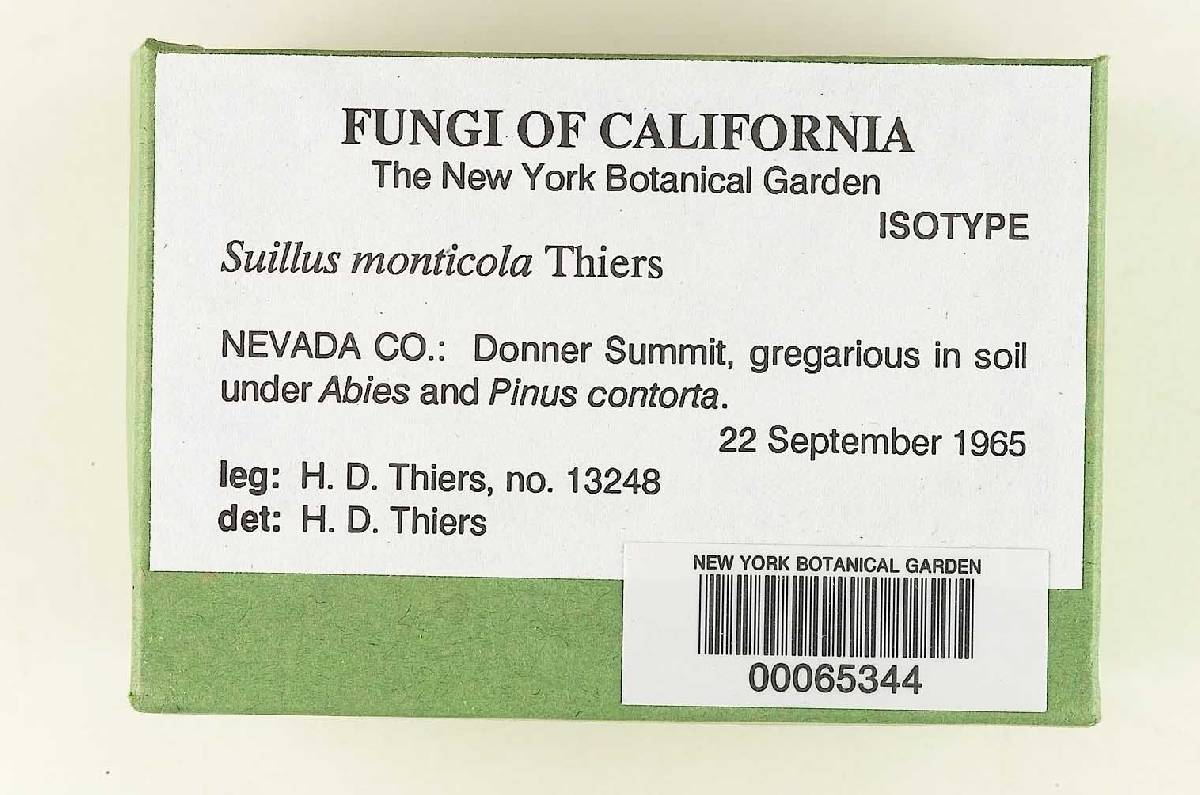 FUNGI OF CALIFORNIA
The New York Botanical Garden
ISOTYPE
Suillus monticola Thiers
NEVADA CO.: Donner Summit, gregarious in soil
under Abies and Pinus contorta.
22 September 1965
leg: H. D. Thiers, no. 13248
det: H. D. Thiers
NEW YORK BOTANICAL GARDEN
00065344